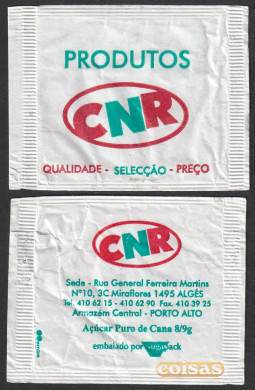 PRODUTOS
CNR
QUALIDADE - SELECÇÃO - PREÇO
CNR
Sede - Rua General Ferreira Martins
Nº10, 3C Miraflores 1495 ALGÉS
Tel. 410 62 15 - 410 62 90 Fax. 410 39 25
Armazém Central - PORTO ALTO
Açúcar Puro de Cana 8/9g
embalado por Sugarpack
coisas